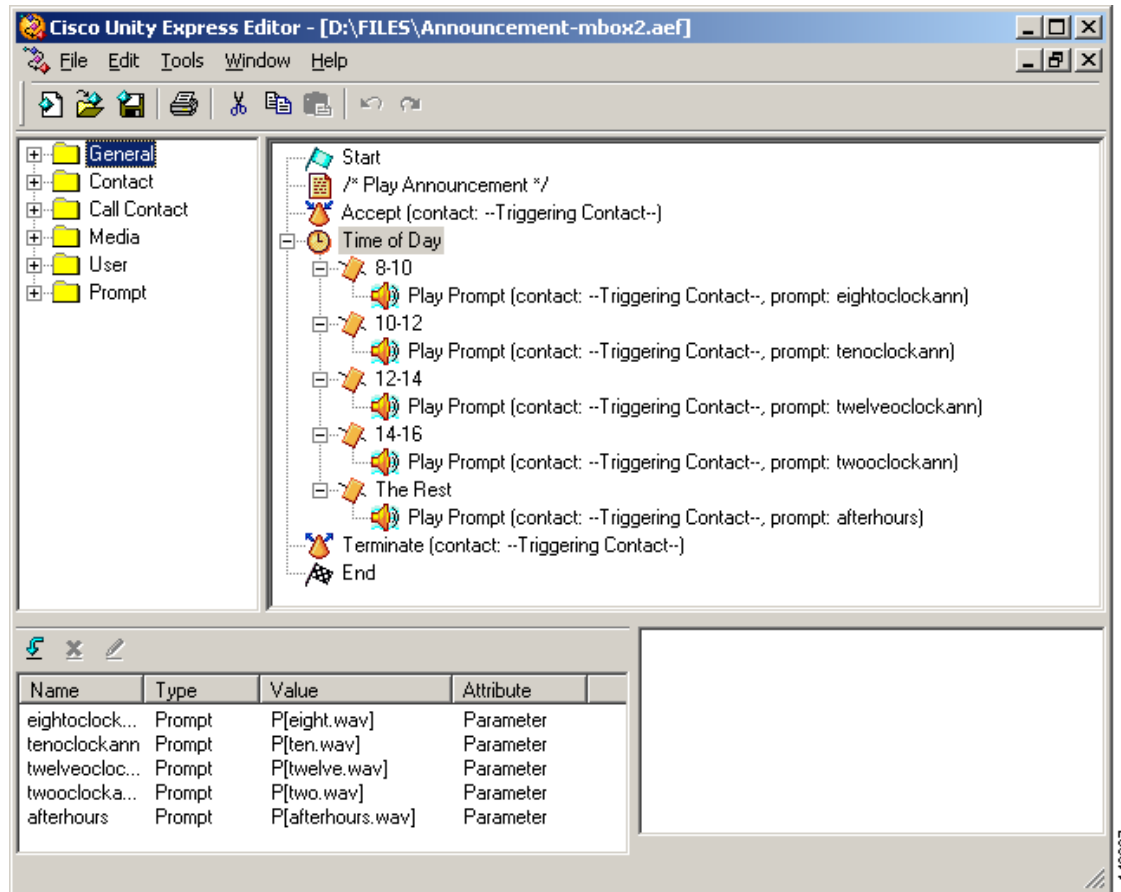 Cisco Unity Express Editor - [D:\FILES\Announcement-mbox2.aef]
File Edit Tools Window Help
General
Contact
Call Contact
Media
User
Prompt
Start
/* Play Announcement */
Accept (contact: --Triggering Contact--)
Time of Day
8-10
Play Prompt (contact: --Triggering Contact--, prompt: eightoclockann)
10-12
Play Prompt (contact: --Triggering Contact--, prompt: tenoclockann)
12-14
Play Prompt (contact: --Triggering Contact--, prompt: twelveoclockann)
14-16
Play Prompt (contact: --Triggering Contact--, prompt: twooclockann)
The Rest
Play Prompt (contact: --Triggering Contact--, prompt: afterhours)
Terminate (contact: --Triggering Contact--)
End
Name Type Value Attribute
eightoclock... Prompt P[eight.wav] Parameter
tenoclockann Prompt P[ten.wav] Parameter
twelveocloc... Prompt P[twelve.wav] Parameter
twooclocka... Prompt P[two.wav] Parameter
afterhours Prompt P[afterhours.wav] Parameter